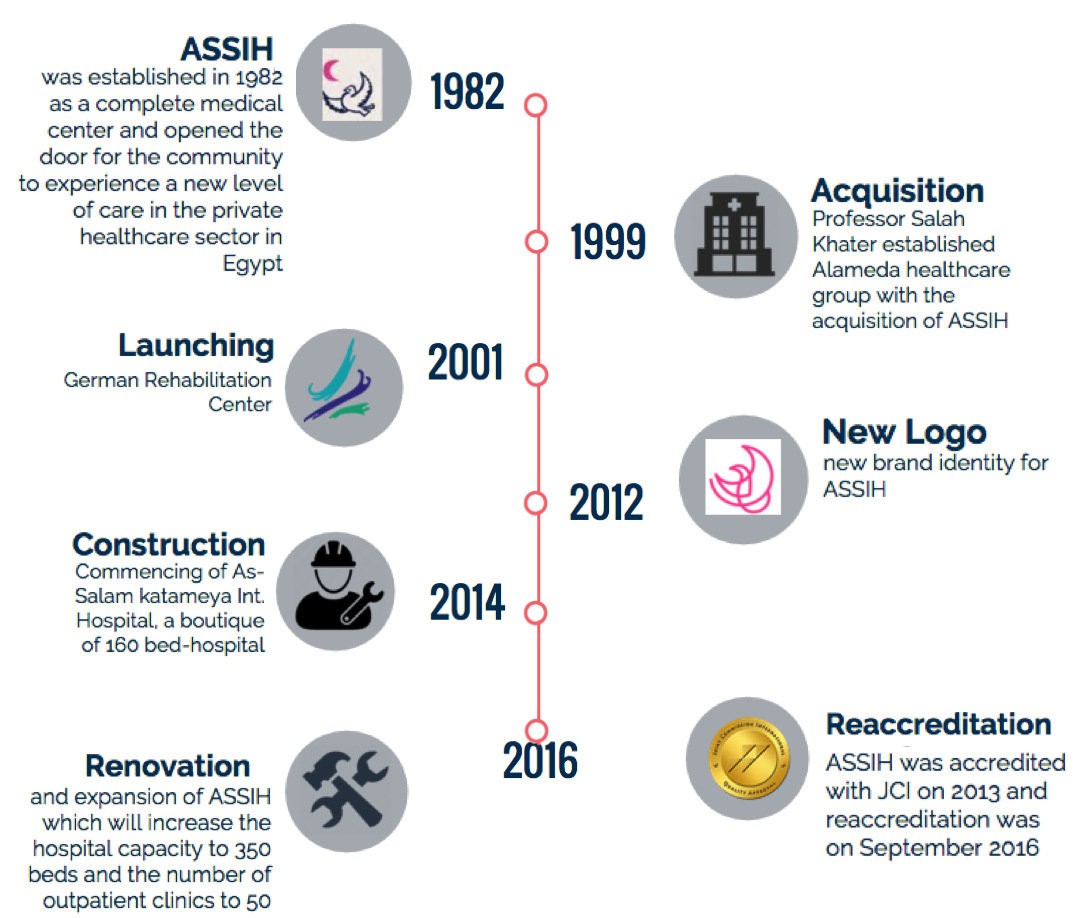 ASSIH
was established in 1982
as a complete medical
center and opened the
door for the community
to experience a new level
of care in the private
healthcare sector in
Egypt
1982
1999
Acquisition
Professor Salah
Khater established
Alameda healthcare
group with the
acquisition of ASSIH
Launching
German Rehabilitation
Center
2001
2012
New Logo
new brand identity for
ASSIH
Construction
Commencing of As-
Salam katameya Int.
Hospital, a boutique
of 160 bed-hospital
2014
2016
Renovation
and expansion of ASSIH
which will increase the
hospital capacity to 350
beds and the number of
outpatient clinics to 50
Joint Commission International
Quality Approval
Reaccreditation
ASSIH was accredited
with JCI on 2013 and
reaccreditation was
on September 2016